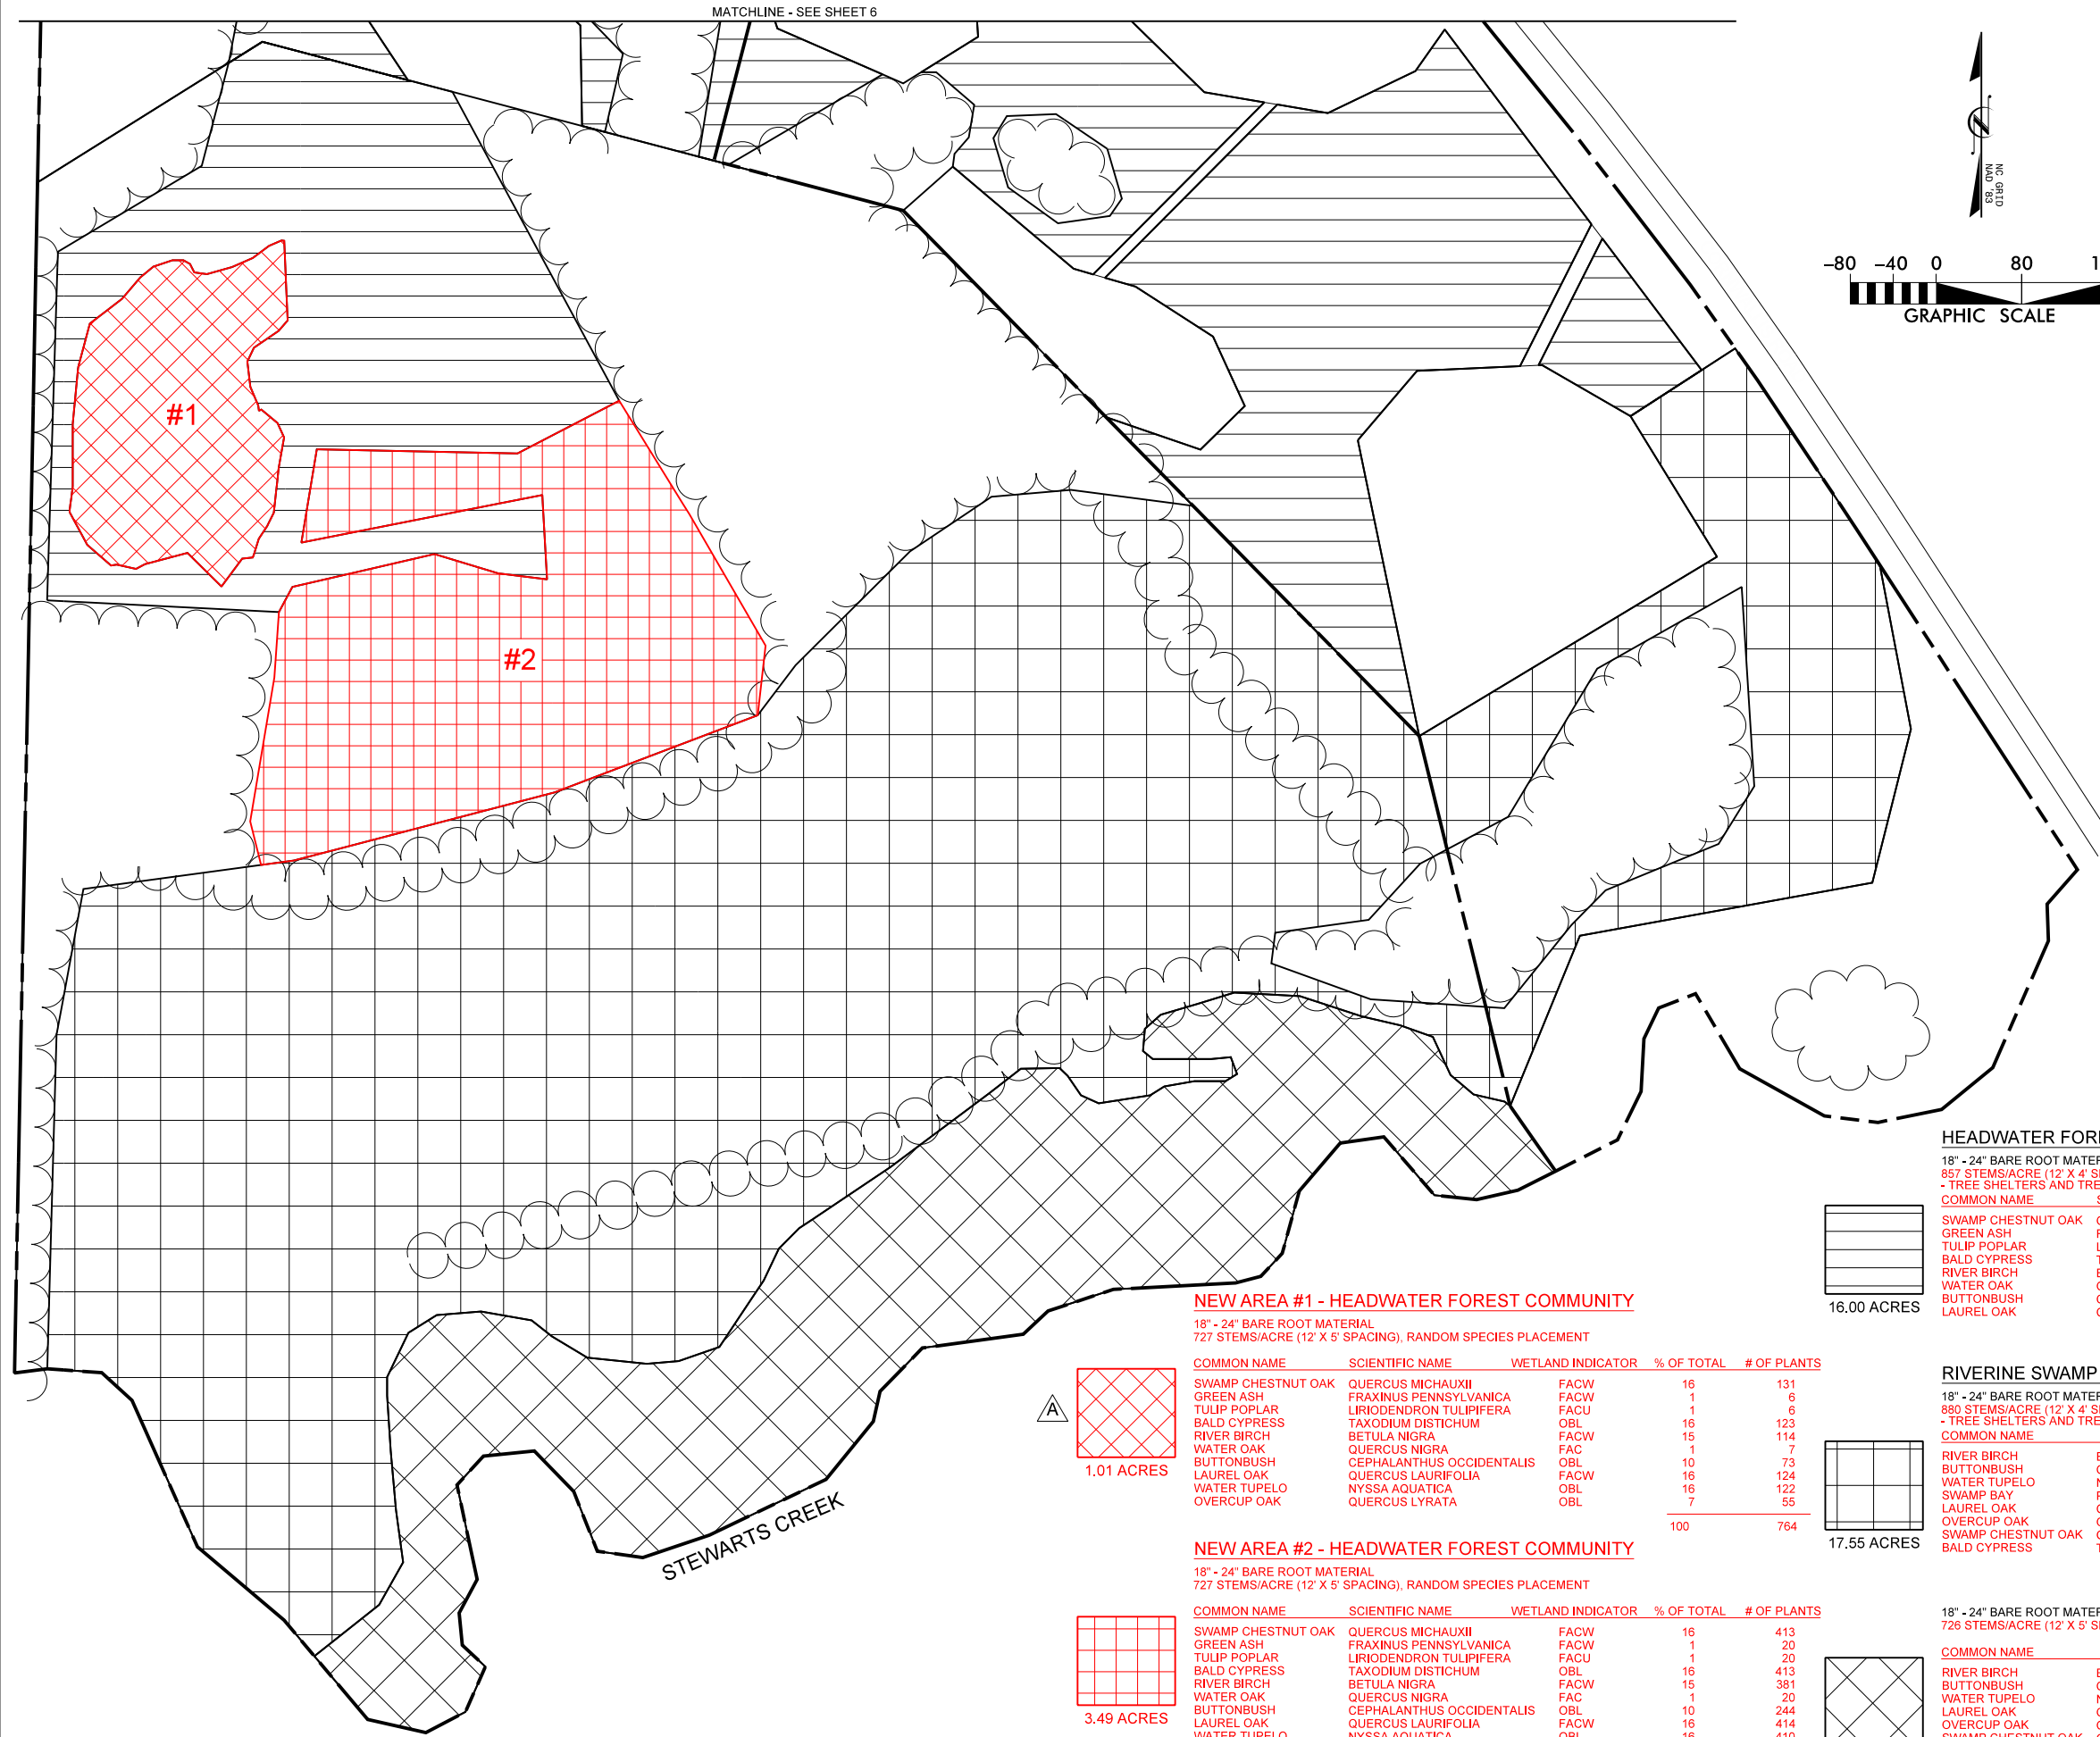 MATCHLINE - SEE SHEET 6
NC GRID
NAD '83
-80 -40 0 80 1
GRAPHIC SCALE
#1
#2
STEWARTS CREEK
HEADWATER FOR
18" - 24" BARE ROOT MATER
857 STEMS/ACRE (12' X 4' S
- TREE SHELTERS AND TRE
COMMON NAME S
SWAMP CHESTNUT OAK
GREEN ASH
TULIP POPLAR
BALD CYPRESS
RIVER BIRCH
WATER OAK
BUTTONBUSH
LAUREL OAK
16.00 ACRES
NEW AREA #1 - HEADWATER FOREST COMMUNITY
18" - 24" BARE ROOT MATERIAL
727 STEMS/ACRE (12' X 5' SPACING), RANDOM SPECIES PLACEMENT
COMMON NAME SCIENTIFIC NAME WETLAND INDICATOR % OF TOTAL # OF PLANTS
SWAMP CHESTNUT OAK QUERCUS MICHAUXII FACW 16 131
GREEN ASH FRAXINUS PENNSYLVANICA FACW 1 6
TULIP POPLAR LIRIODENDRON TULIPIFERA FACU 1 6
BALD CYPRESS TAXODIUM DISTICHUM OBL 16 123
RIVER BIRCH BETULA NIGRA FACW 15 114
WATER OAK QUERCUS NIGRA FAC 1 7
BUTTONBUSH CEPHALANTHUS OCCIDENTALIS OBL 10 73
LAUREL OAK QUERCUS LAURIFOLIA FACW 16 124
WATER TUPELO NYSSA AQUATICA OBL 16 122
OVERCUP OAK QUERCUS LYRATA OBL 7 55
100 764
A
1.01 ACRES
RIVERINE SWAMP
18" - 24" BARE ROOT MATER
880 STEMS/ACRE (12' X 4' S
- TREE SHELTERS AND TRE
COMMON NAME
RIVER BIRCH
BUTTONBUSH
WATER TUPELO
SWAMP BAY
LAUREL OAK
OVERCUP OAK
SWAMP CHESTNUT OAK
BALD CYPRESS
17.55 ACRES
NEW AREA #2 - HEADWATER FOREST COMMUNITY
18" - 24" BARE ROOT MATERIAL
727 STEMS/ACRE (12' X 5' SPACING), RANDOM SPECIES PLACEMENT
COMMON NAME SCIENTIFIC NAME WETLAND INDICATOR % OF TOTAL # OF PLANTS
SWAMP CHESTNUT OAK QUERCUS MICHAUXII FACW 16 413
GREEN ASH FRAXINUS PENNSYLVANICA FACW 1 20
TULIP POPLAR LIRIODENDRON TULIPIFERA FACU 1 20
BALD CYPRESS TAXODIUM DISTICHUM OBL 16 413
RIVER BIRCH BETULA NIGRA FACW 15 381
WATER OAK QUERCUS NIGRA FAC 1 20
BUTTONBUSH CEPHALANTHUS OCCIDENTALIS OBL 10 244
LAUREL OAK QUERCUS LAURIFOLIA FACW 16 414
WATER TUPELO NYSSA AQUATICA OBL 16 410
3.49 ACRES
18" - 24" BARE ROOT MATER
726 STEMS/ACRE (12' X 5' S
COMMON NAME
RIVER BIRCH
BUTTONBUSH
WATER TUPELO
LAUREL OAK
OVERCUP OAK
SWAMP CHESTNUT OAK